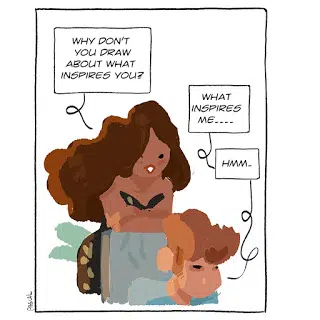 WHY DON'T
YOU DRAW
ABOUT WHAT
INSPIRES YOU?
WHAT
INSPIRES
ME....
HMM..